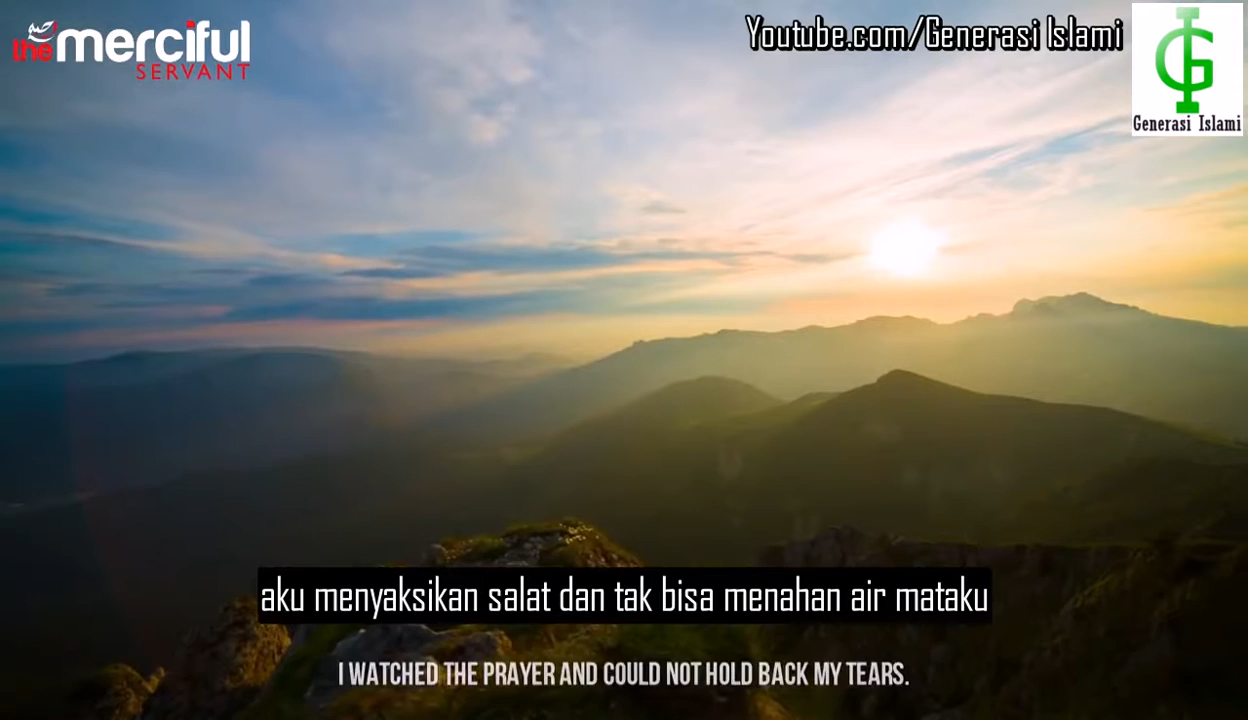 the merciful
SERVANT
Youtube.com/Generasi Islami
GI
Generasi Islami
aku menyaksikan salat dan tak bisa menahan air mataku
I WATCHED THE PRAYER AND COULD NOT HOLD BACK MY TEARS.